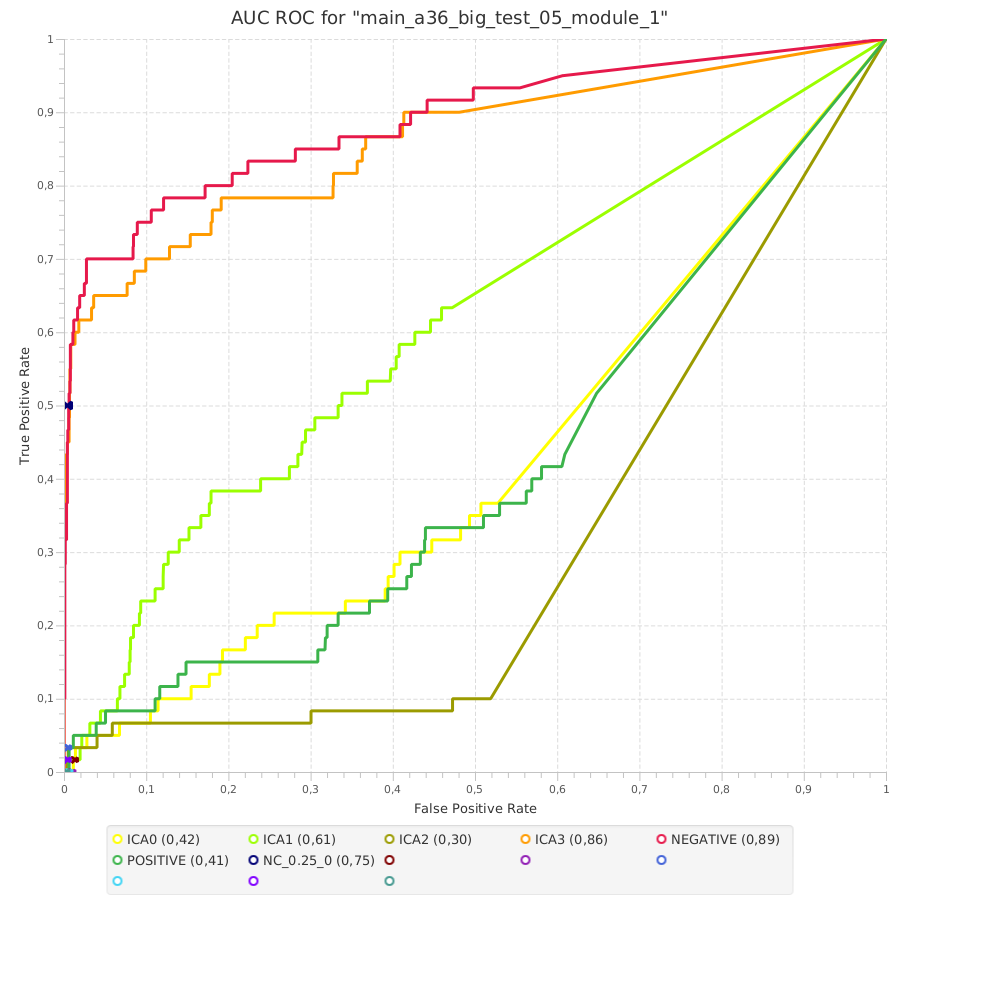 AUC ROC for "main_a36_big_test_05_module_1"
1
0,9
0,8
0,7
0,6
0,5
0,4
0,3
0,2
0,1
0
True Positive Rate
0 0,1 0,2 0,3 0,4 0,5 0,6 0,7 0,8 0,9 1
False Positive Rate
ICA0 (0,42) ICA1 (0,61) ICA2 (0,30) ICA3 (0,86) NEGATIVE (0,89)
POSITIVE (0,41) NC_0.25_0 (0,75)